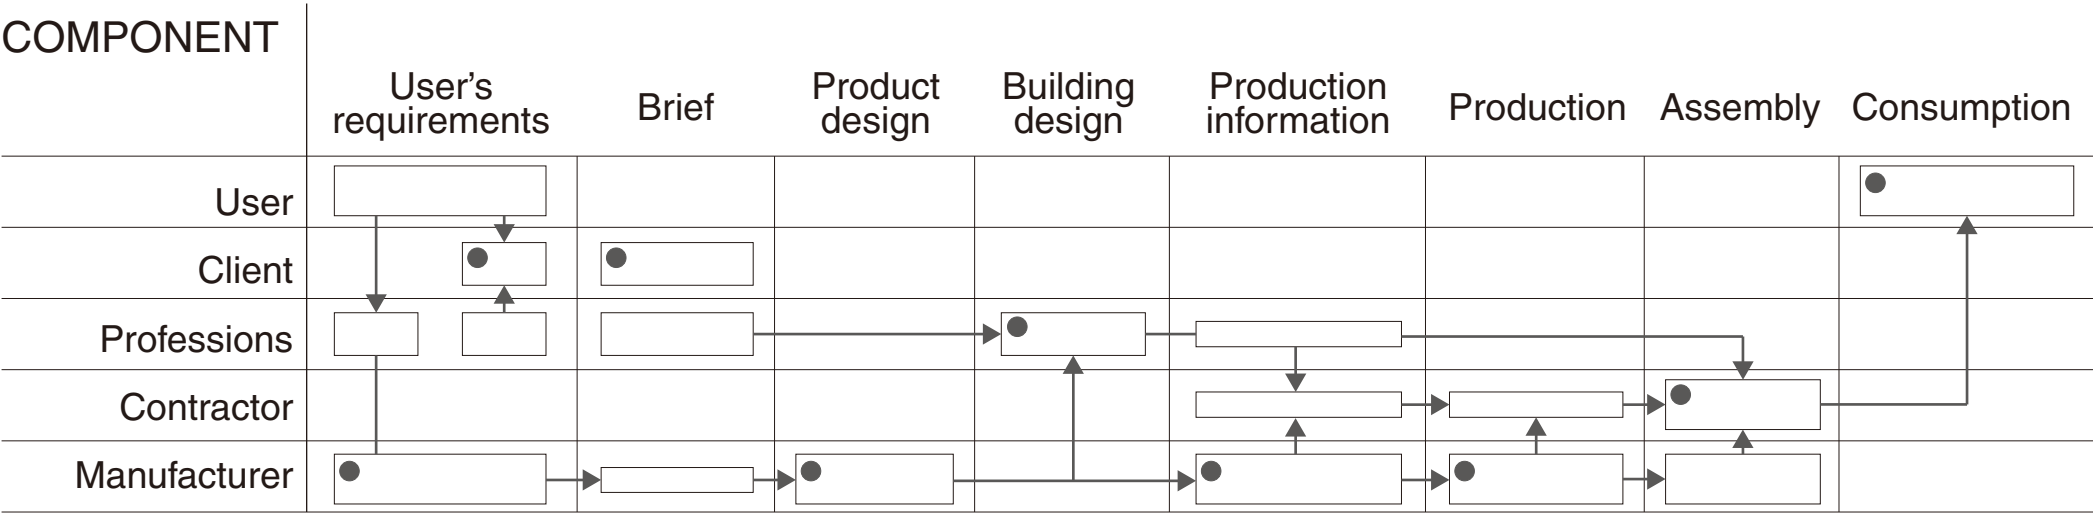 COMPONENT
User’s
requirements
Brief
Product
design
Building
design
Production
information
Production
Assembly
Consumption
User
Client
Professions
Contractor
Manufacturer